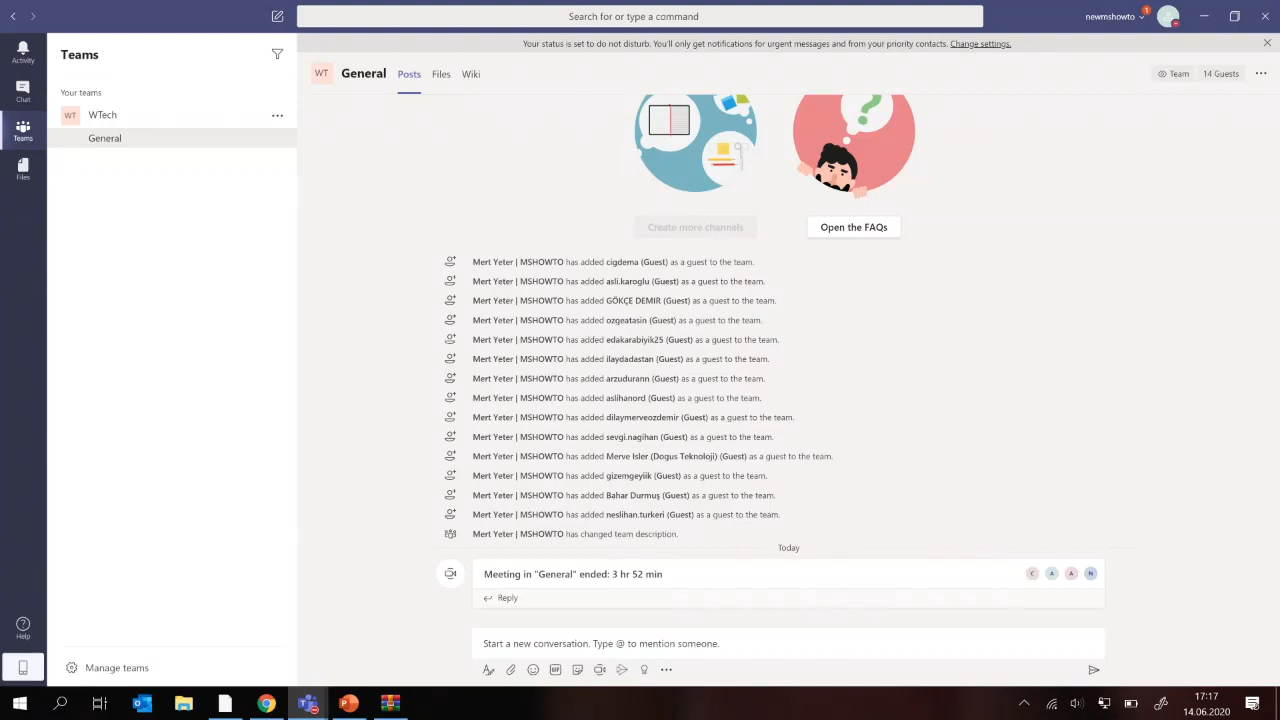 Search for or type a command
newmshowto
1
Your status is set to do not disturb. You'll only get notifications for urgent messages and from your priority contacts. Change settings.
Activity
Chat
Teams
Files
Help
Teams
Your teams
WT
WTech
General
Manage teams
WT
General
Posts
Files
Wiki
Team
14 Guests
Create more channels
Open the FAQs
Mert Yeter | MSHOWTO has added cigdema (Guest) as a guest to the team.
Mert Yeter | MSHOWTO has added asli.karoglu (Guest) as a guest to the team.
Mert Yeter | MSHOWTO has added GÖKÇE DEMİR (Guest) as a guest to the team.
Mert Yeter | MSHOWTO has added ozgeatasin (Guest) as a guest to the team.
Mert Yeter | MSHOWTO has added edakarabiyik25 (Guest) as a guest to the team.
Mert Yeter | MSHOWTO has added ilaydadastan (Guest) as a guest to the team.
Mert Yeter | MSHOWTO has added arzudurann (Guest) as a guest to the team.
Mert Yeter | MSHOWTO has added aslihanord (Guest) as a guest to the team.
Mert Yeter | MSHOWTO has added dilaymerveozdemir (Guest) as a guest to the team.
Mert Yeter | MSHOWTO has added sevgi.nagihan (Guest) as a guest to the team.
Mert Yeter | MSHOWTO has added Merve Isler (Dogus Teknoloji) (Guest) as a guest to the team.
Mert Yeter | MSHOWTO has added gizemgeyiik (Guest) as a guest to the team.
Mert Yeter | MSHOWTO has added Bahar Durmuş (Guest) as a guest to the team.
Mert Yeter | MSHOWTO has added neslihan.turkeri (Guest) as a guest to the team.
Mert Yeter | MSHOWTO has changed team description.
Today
Meeting in "General" ended: 3 hr 52 min
C A A N
Reply
Start a new conversation. Type @ to mention someone.
GIF
17:17
14.06.2020